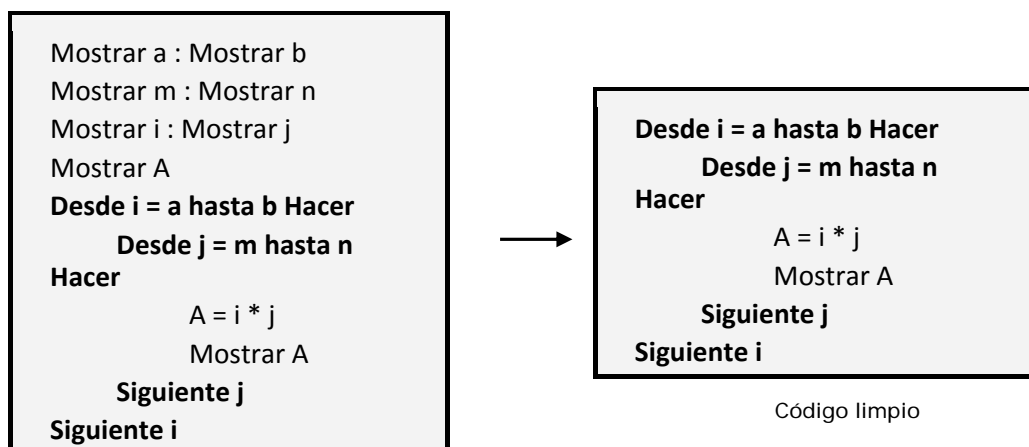 Mostrar a : Mostrar b
Mostrar m : Mostrar n
Mostrar i : Mostrar j
Mostrar A
Desde i = a hasta b Hacer
Desde j = m hasta n
Hacer
A = i * j
Mostrar A
Siguiente j
Siguiente i
Desde i = a hasta b Hacer
Desde j = m hasta n
Hacer
A = i * j
Mostrar A
Siguiente j
Siguiente i
Código limpio